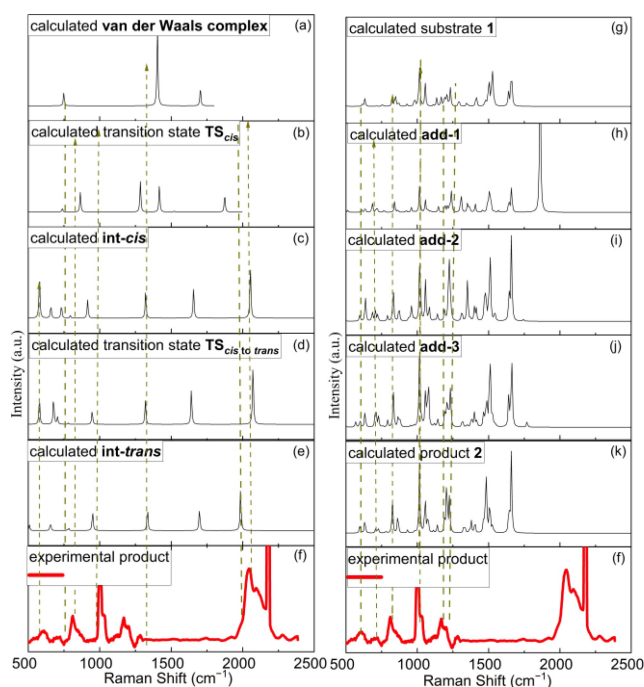 calculated van der Waals complex (a)
calculated transition state TScis (b)
calculated int-cis (c)
calculated transition state TScis to trans (d)
calculated int-trans (e)
experimental product (f)
Intensity (a.u.)
500 1000 1500 2000 2500
Raman Shift (cm⁻¹)
calculated substrate 1 (g)
calculated add-1 (h)
calculated add-2 (i)
calculated add-3 (j)
calculated product 2 (k)
experimental product (f)
Intensity (a.u.)
500 1000 1500 2000 2500
Raman Shift (cm⁻¹)